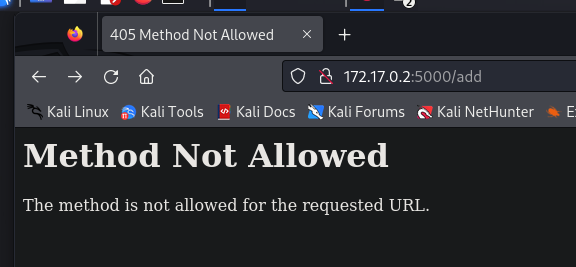 2
405 Method Not Allowed
172.17.0.2:5000/add
Kali Linux Kali Tools Kali Docs Kali Forums Kali NetHunter
Method Not Allowed
The method is not allowed for the requested URL.